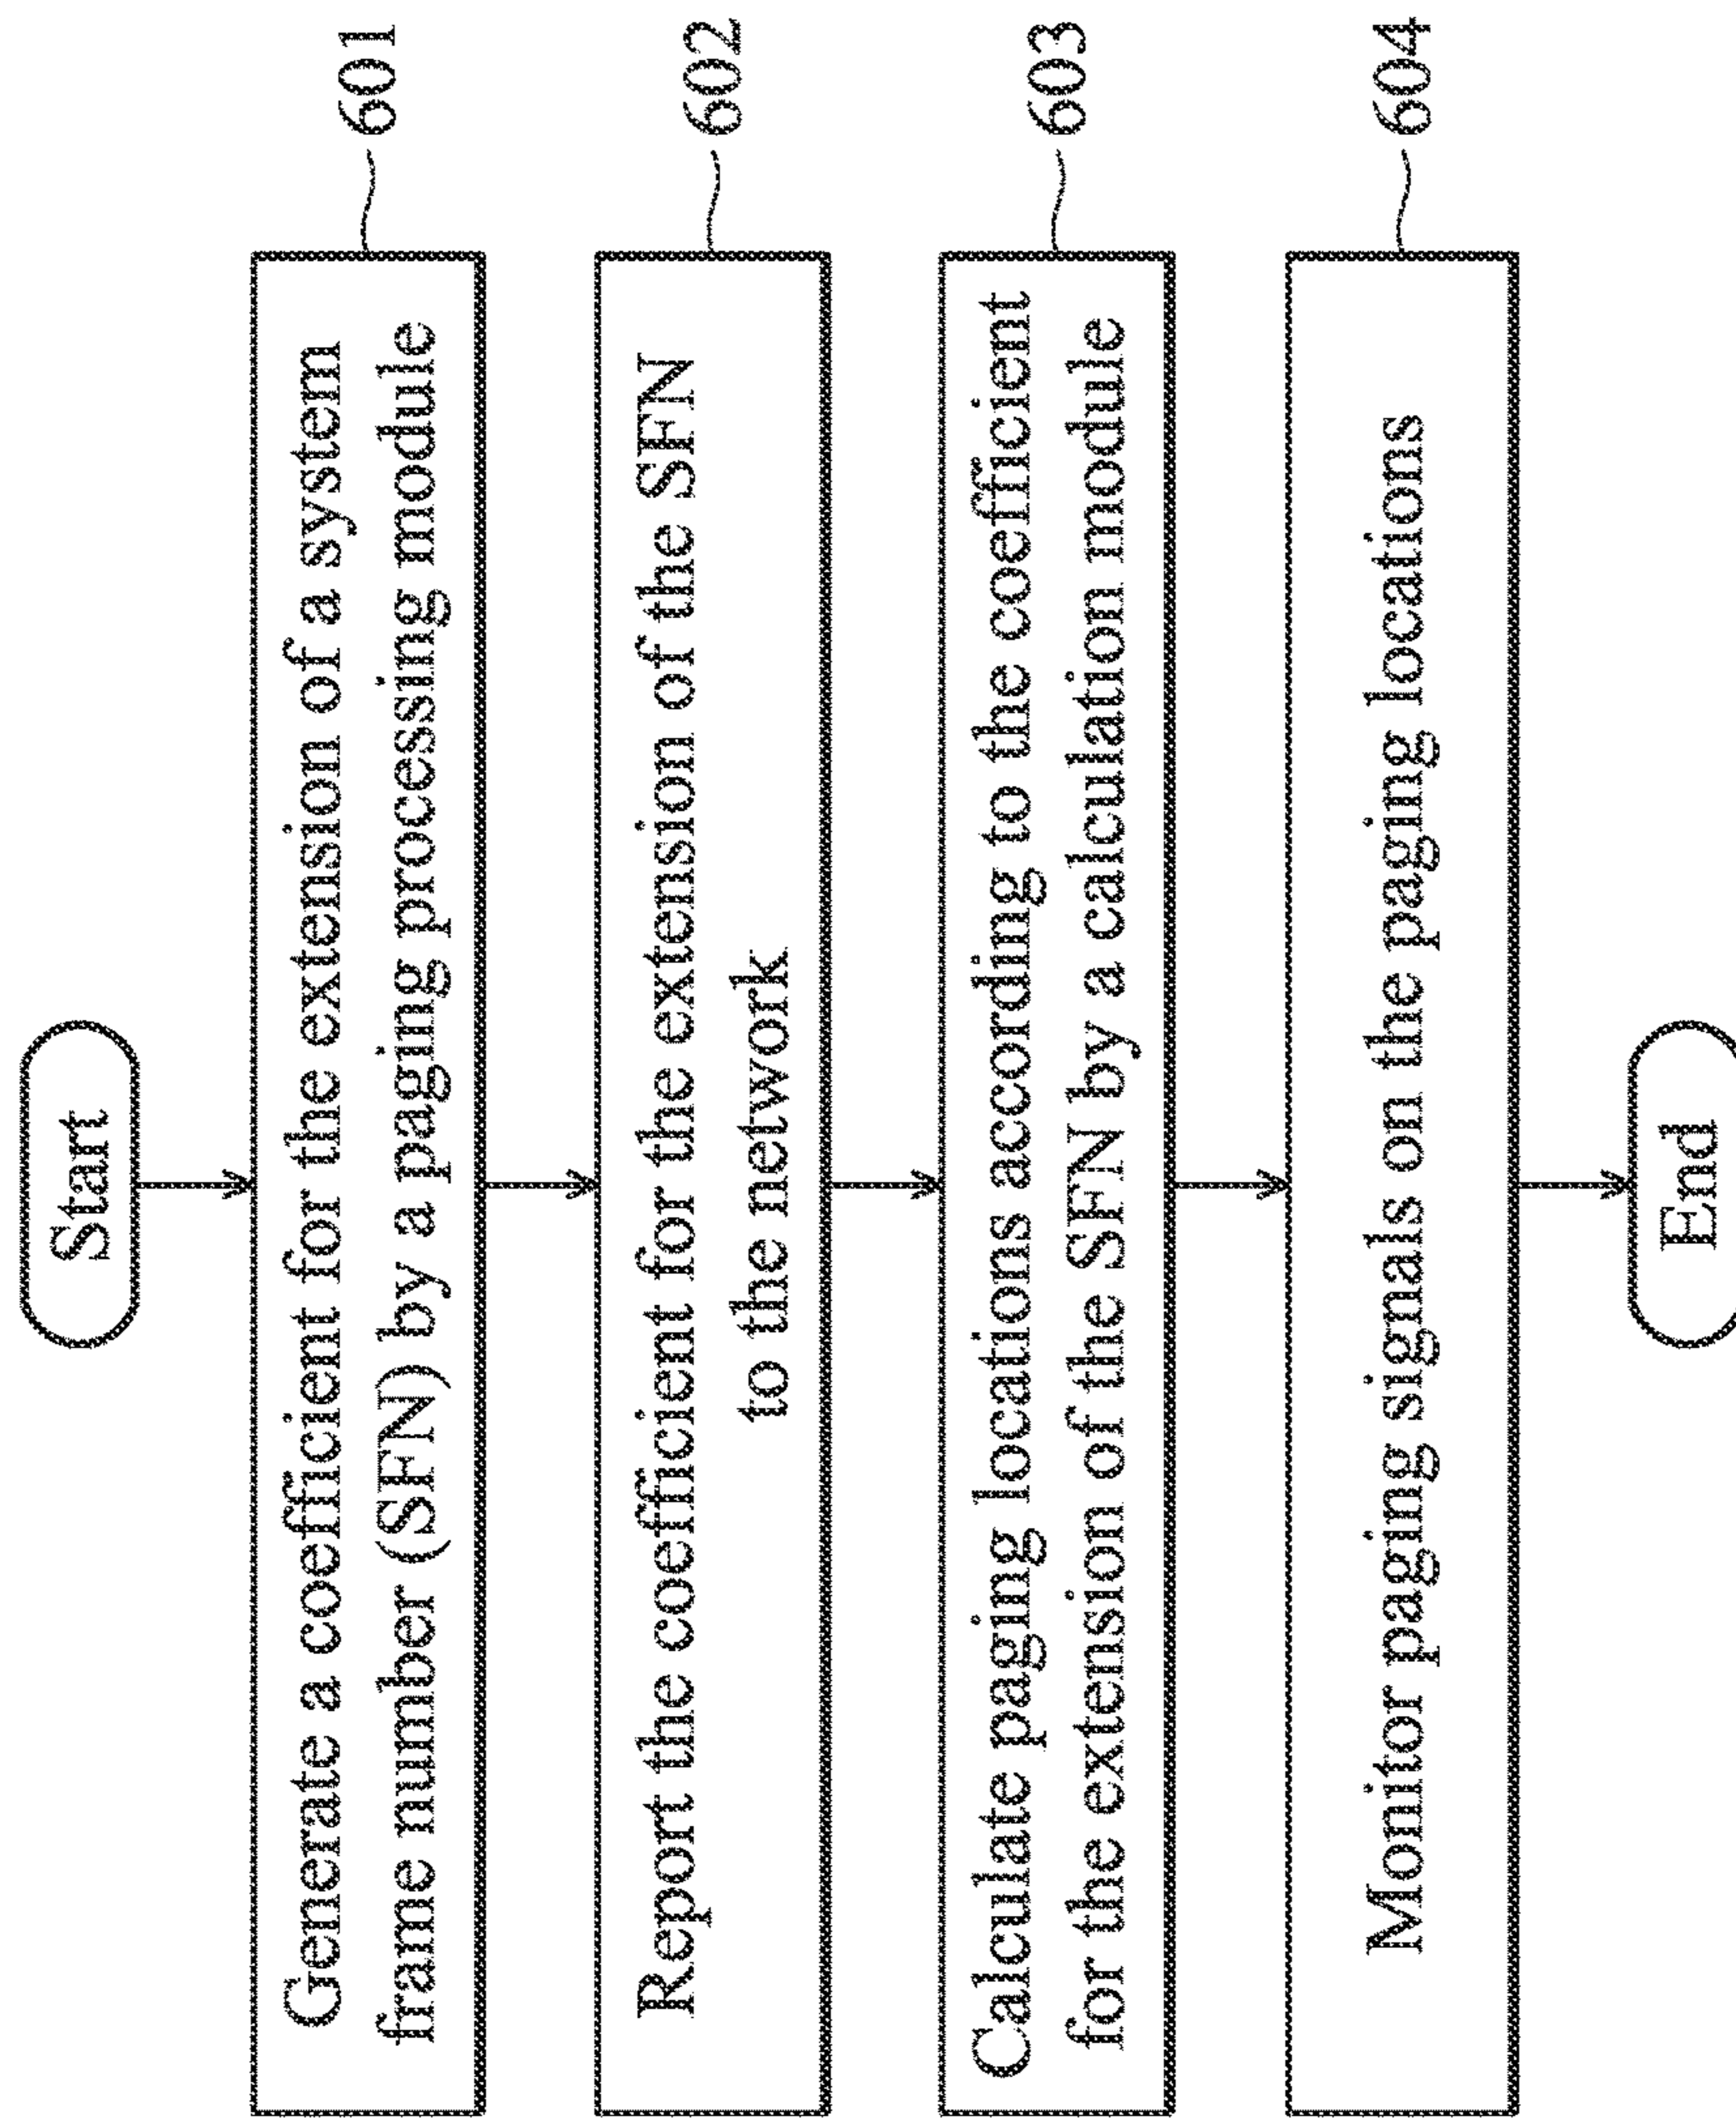 Start
Generate a coefficient for the extension of a system
frame number (SFN) by a paging processing module
601
Report the coefficient for the extension of the SFN
to the network
602
Calculate paging locations according to the coefficient
for the extension of the SFN by a calculation module
603
Monitor paging signals on the paging locations
604
End